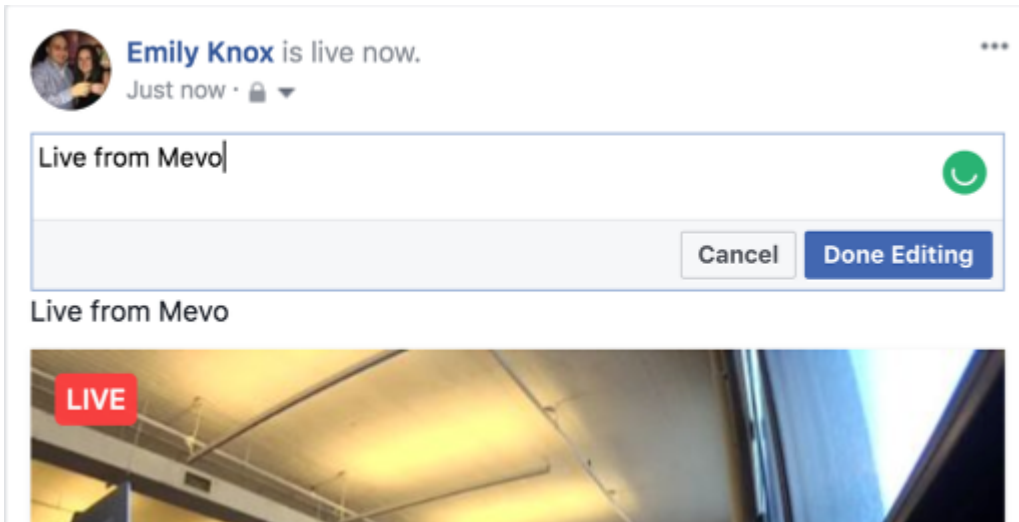 Emily Knox is live now.
Just now ·
Live from Mevo
Cancel Done Editing
Live from Mevo
LIVE